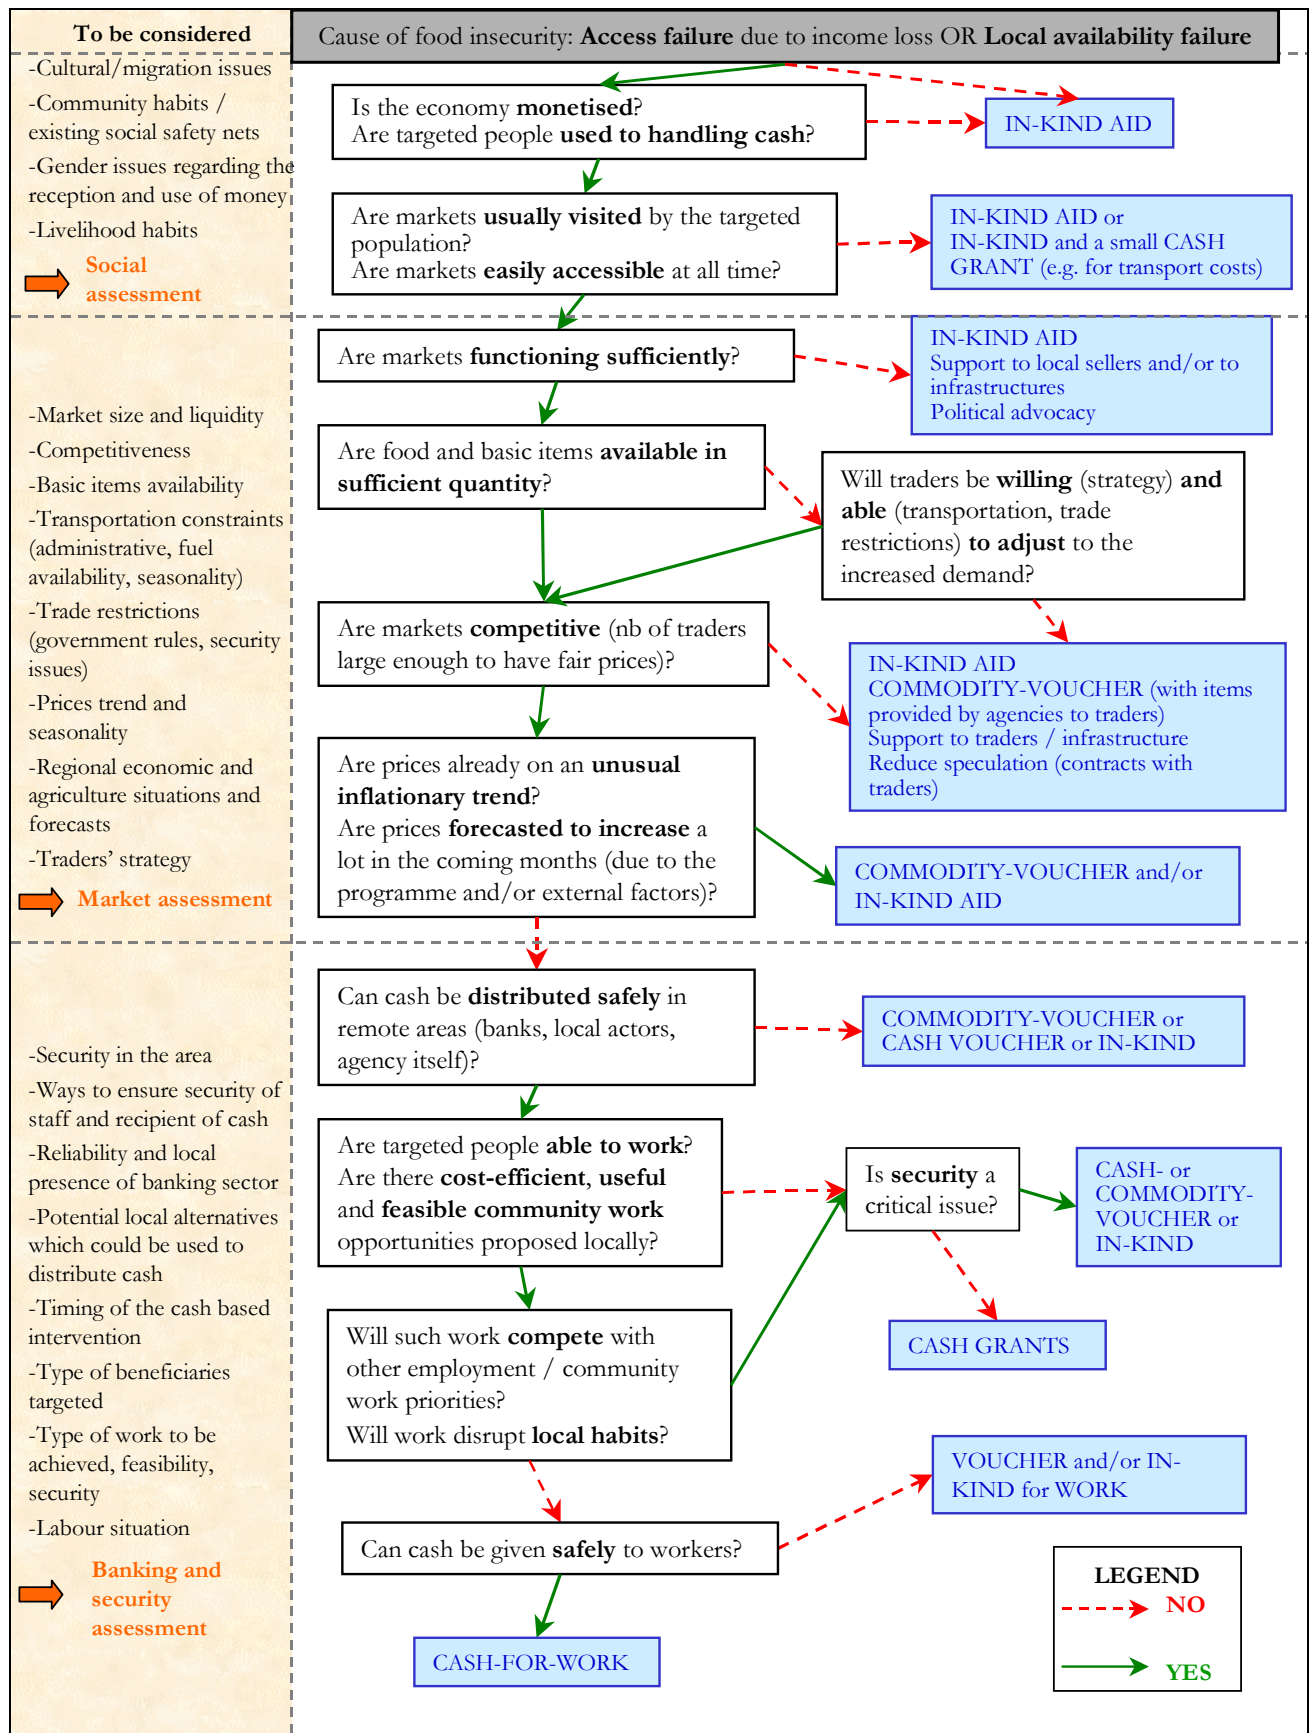 To be considered
Cause of food insecurity: Access failure due to income loss OR Local availability failure
-Cultural/migration issues
-Community habits /
existing social safety nets
-Gender issues regarding the
reception and use of money
-Livelihood habits
Social
assessment
Is the economy monetised?
Are targeted people used to handling cash?
IN-KIND AID
Are markets usually visited by the targeted
population?
Are markets easily accessible at all time?
IN-KIND AID or
IN-KIND and a small CASH
GRANT (e.g. for transport costs)
-Market size and liquidity
-Competitiveness
-Basic items availability
-Transportation constraints
(administrative, fuel
availability, seasonality)
-Trade restrictions
(government rules, security
issues)
-Prices trend and
seasonality
-Regional economic and
agriculture situations and
forecasts
-Traders' strategy
Market assessment
Are markets functioning sufficiently?
IN-KIND AID
Support to local sellers and/or to
infrastructures
Political advocacy
Are food and basic items available in
sufficient quantity?
Will traders be willing (strategy) and
able (transportation, trade
restrictions) to adjust to the
increased demand?
Are markets competitive (nb of traders
large enough to have fair prices)?
IN-KIND AID
COMMODITY-VOUCHER (with items
provided by agencies to traders)
Support to traders / infrastructure
Reduce speculation (contracts with
traders)
Are prices already on an unusual
inflationary trend?
Are prices forecasted to increase a
lot in the coming months (due to the
programme and/or external factors)?
COMMODITY-VOUCHER and/or
IN-KIND AID
-Security in the area
-Ways to ensure security of
staff and recipient of cash
-Reliability and local
presence of banking sector
-Potential local alternatives
which could be used to
distribute cash
-Timing of the cash based
intervention
-Type of beneficiaries
targeted
-Type of work to be
achieved, feasibility,
security
-Labour situation
Banking and
security
assessment
Can cash be distributed safely in
remote areas (banks, local actors,
agency itself)?
COMMODITY-VOUCHER or
CASH VOUCHER or IN-KIND
Are targeted people able to work?
Are there cost-efficient, useful
and feasible community work
opportunities proposed locally?
Is security a
critical issue?
CASH- or
COMMODITY-
VOUCHER or
IN-KIND
CASH GRANTS
Will such work compete with
other employment / community
work priorities?
Will work disrupt local habits?
VOUCHER and/or IN-
KIND for WORK
Can cash be given safely to workers?
CASH-FOR-WORK
LEGEND
NO
YES